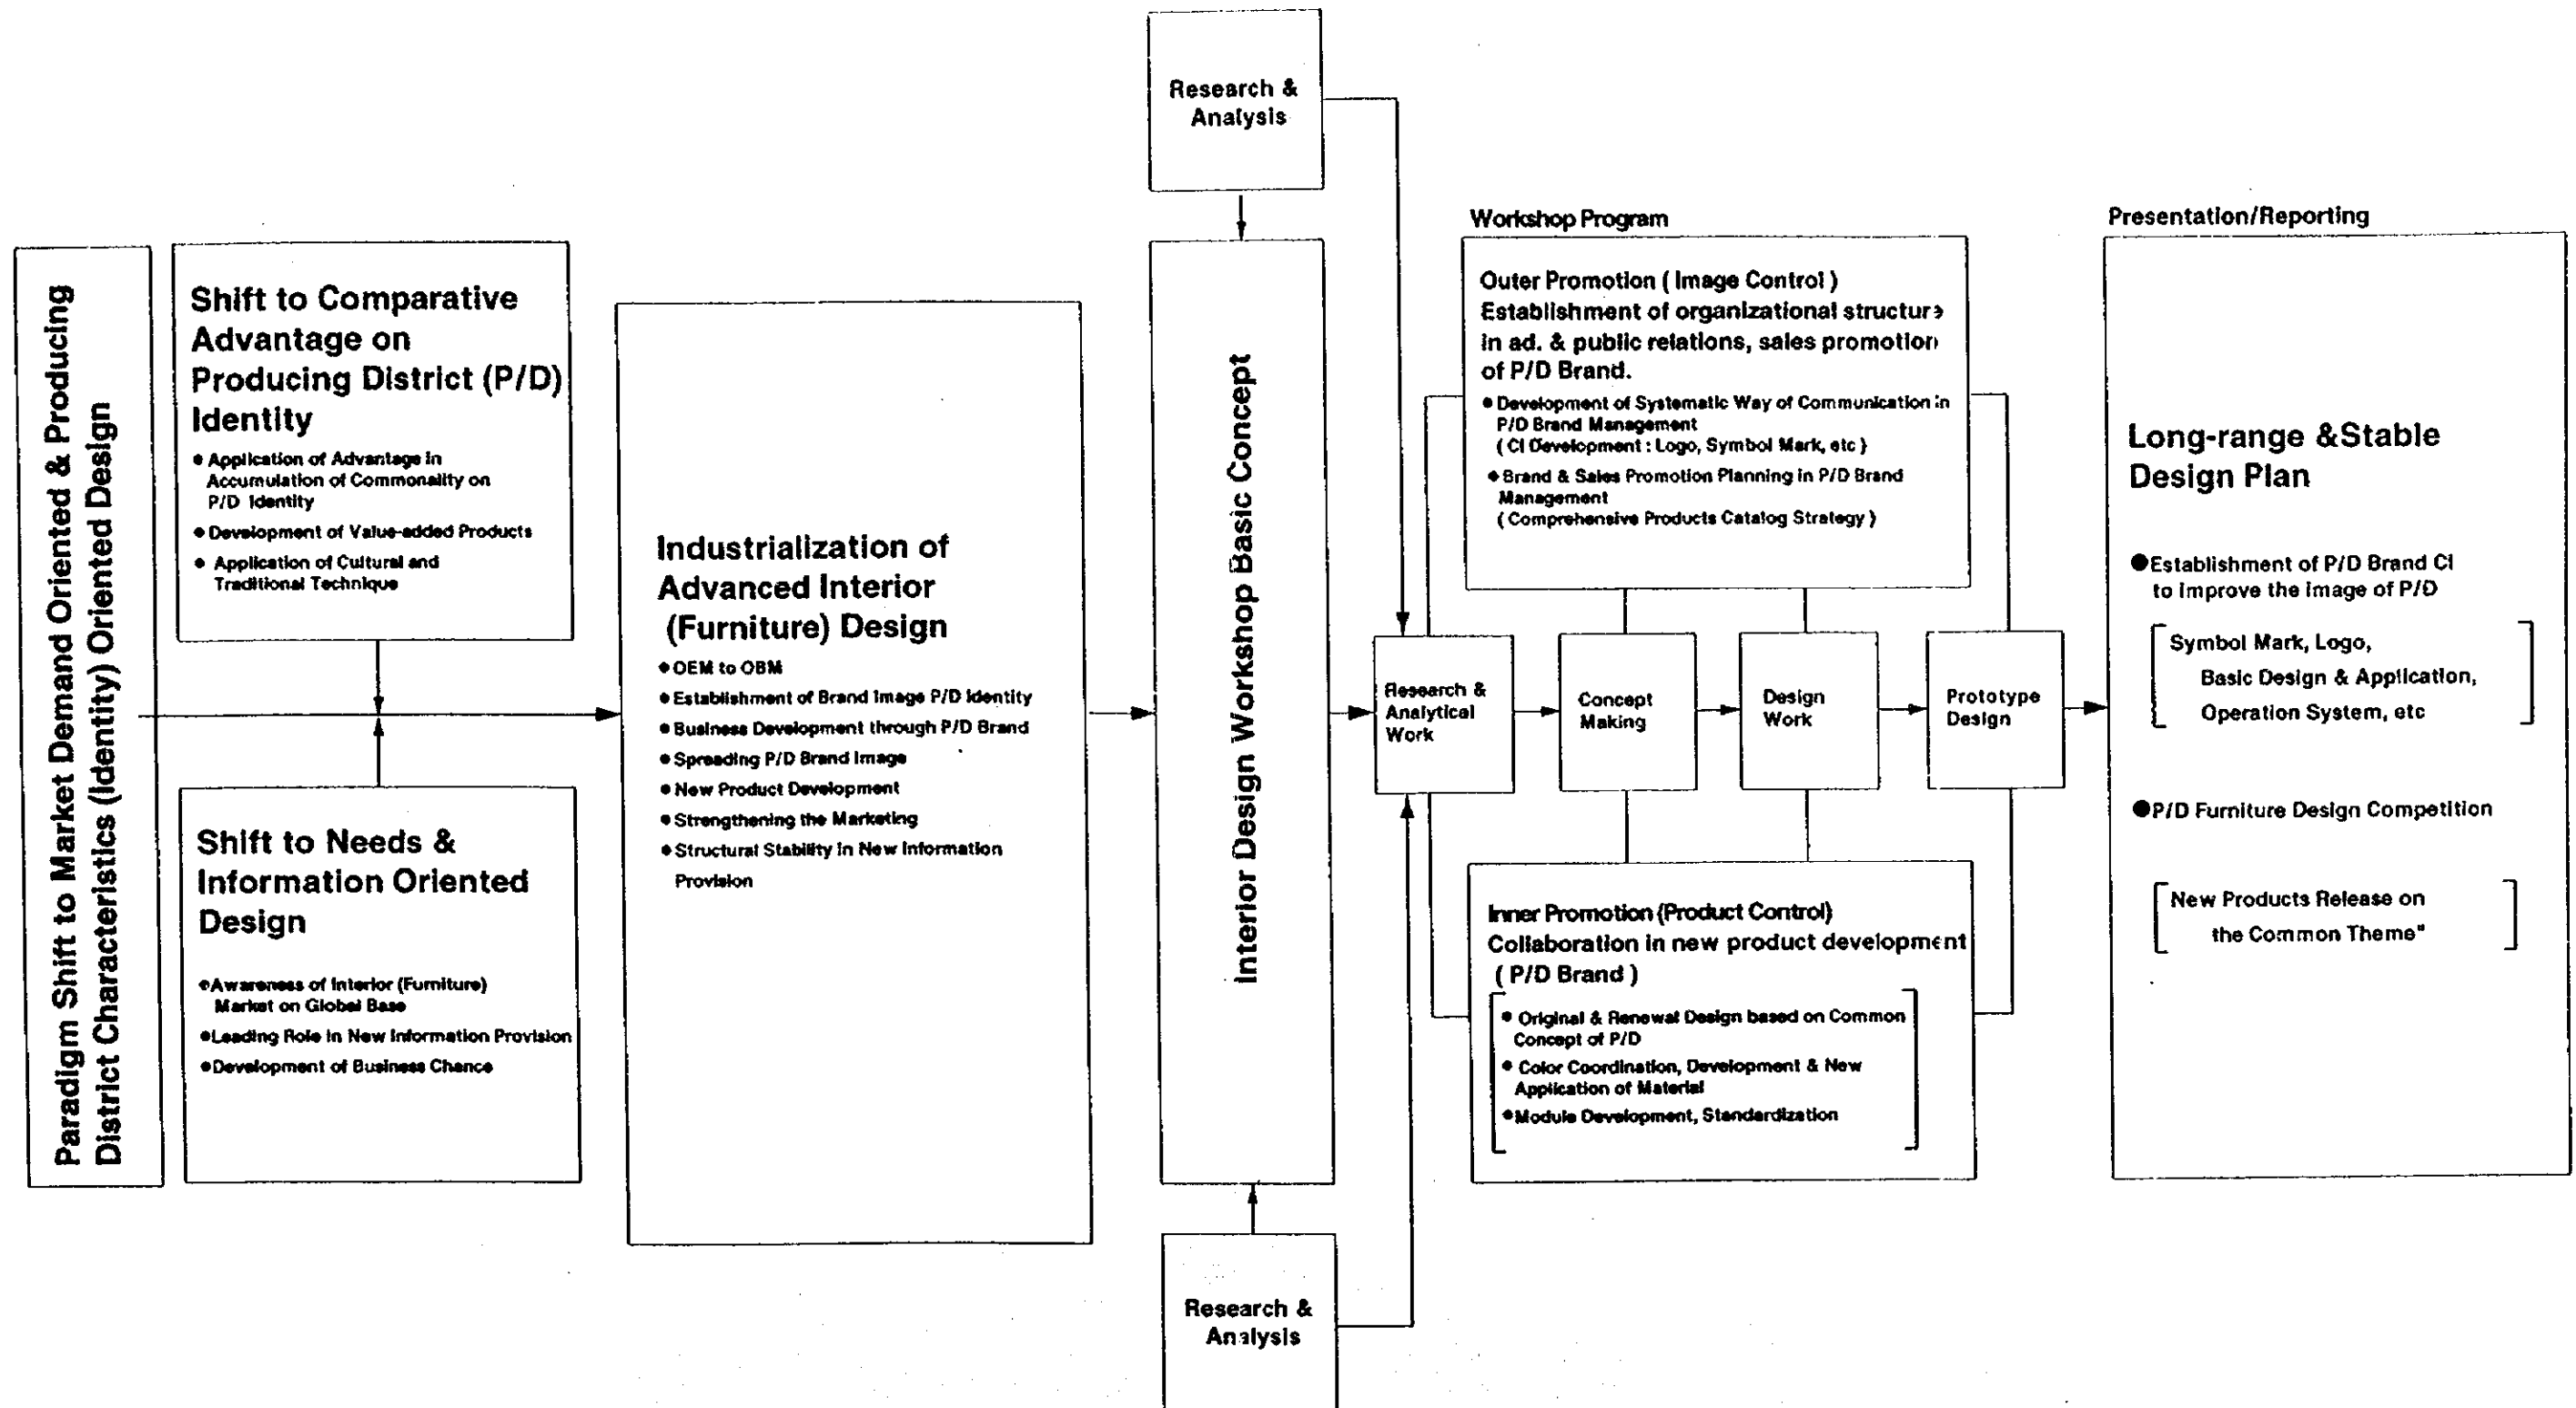 Paradigm Shift to Market Demand Oriented & Producing
District Characteristics (Identity) Oriented Design
Shift to Comparative
Advantage on
Producing District (P/D)
Identity
● Application of Advantage in
Accumulation of Commonality on
P/D Identity
● Development of Value-added Products
● Application of Cultural and
Traditional Technique
Shift to Needs &
Information Oriented
Design
● Awareness of Interior (Furniture)
Market on Global Base
● Leading Role in New Information Provision
● Development of Business Chance
Industrialization of
Advanced Interior
(Furniture) Design
● OEM to OBM
● Establishment of Brand Image P/D Identity
● Business Development through P/D Brand
● Spreading P/D Brand Image
● New Product Development
● Strengthening the Marketing
● Structural Stability in New Information
Provision
Research &
Analysis
Interior Design Workshop Basic Concept
Research &
Analysis
Workshop Program
Outer Promotion ( Image Control )
Establishment of organizational structure
in ad. & public relations, sales promotion
of P/D Brand.
● Development of Systematic Way of Communication in
P/D Brand Management
( CI Development : Logo, Symbol Mark, etc )
● Brand & Sales Promotion Planning in P/D Brand
Management
( Comprehensive Products Catalog Strategy )
Research &
Analytical
Work
Concept
Making
Design
Work
Prototype
Design
Inner Promotion (Product Control)
Collaboration in new product development
( P/D Brand )
● Original & Renewal Design based on Common
Concept of P/D
● Color Coordination, Development & New
Application of Material
● Module Development, Standardization
Presentation/Reporting
Long-range &Stable
Design Plan
● Establishment of P/D Brand CI
to improve the image of P/D
Symbol Mark, Logo,
Basic Design & Application,
Operation System, etc
● P/D Furniture Design Competition
New Products Release on
the Common Theme"